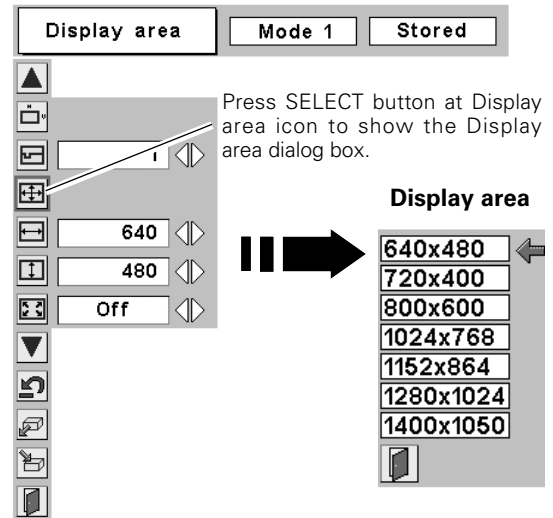 Display area Mode 1 Stored
Press SELECT button at Display
area icon to show the Display
area dialog box.
Display area
640
480
Off
640x480
720x400
800x600
1024x768
1152x864
1280x1024
1400x1050